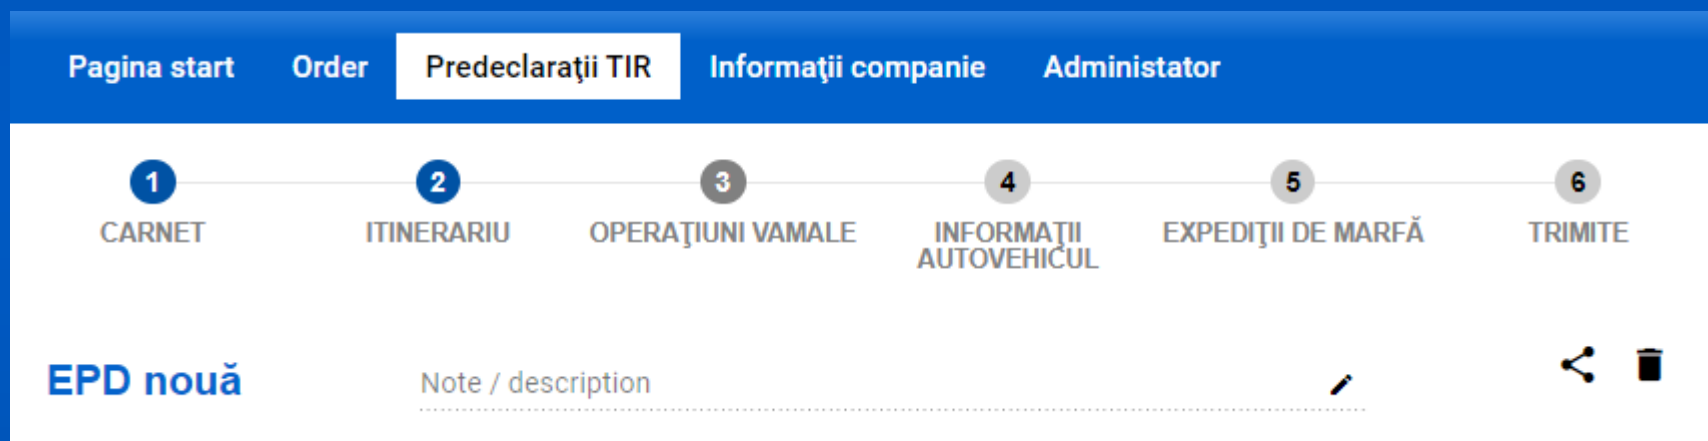 Pagina start Order Predeclaraţii TIR Informaţii companie Administator
1 2 3 4 5 6
CARNET ITINERARIU OPERAŢIUNI VAMALE INFORMAŢII EXPEDIŢII DE MARFĂ TRIMITE
AUTOVEHICUL
EPD nouă Note / description